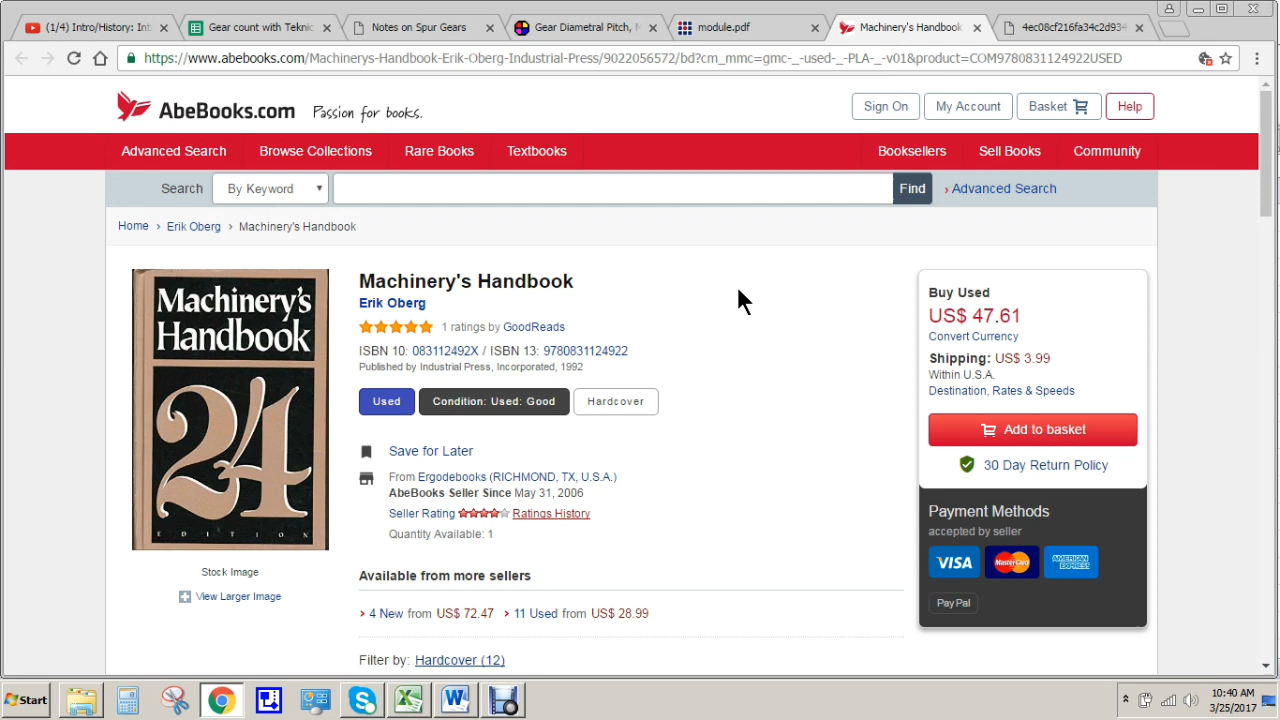 (1/4) Intro/History: Int
Gear count with Teknic
Notes on Spur Gears
Gear Diametral Pitch, M
module.pdf
Machinery's Handbook
4ec08cf216fa34c2d934
https://www.abebooks.com/Machinerys-Handbook-Erik-Oberg-Industrial-Press/9022056572/bd?cm_mmc=gmc-_-used-_-PLA-_-v01&product=COM9780831124922USED
AbeBooks.com Passion for books.
Sign On
My Account
Basket
Help
Advanced Search
Browse Collections
Rare Books
Textbooks
Booksellers
Sell Books
Community
Search
By Keyword
Find
› Advanced Search
Home › Erik Oberg › Machinery's Handbook
Machinery's
Handbook
24
EDITION
Stock Image
View Larger Image
Machinery's Handbook
Erik Oberg
1 ratings by GoodReads
ISBN 10: 083112492X / ISBN 13: 9780831124922
Published by Industrial Press, Incorporated, 1992
Used
Condition: Used: Good
Hardcover
Save for Later
From Ergodebooks (RICHMOND, TX, U.S.A.)
AbeBooks Seller Since May 31, 2006
Seller Rating Ratings History
Quantity Available: 1
Available from more sellers
› 4 New from US$ 72.47 › 11 Used from US$ 28.99
Filter by: Hardcover (12)
Buy Used
US$ 47.61
Convert Currency
Shipping: US$ 3.99
Within U.S.A.
Destination, Rates & Speeds
Add to basket
30 Day Return Policy
Payment Methods
accepted by seller
VISA
MasterCard
AMERICAN EXPRESS
PayPal
Start
10:40 AM
3/25/2017